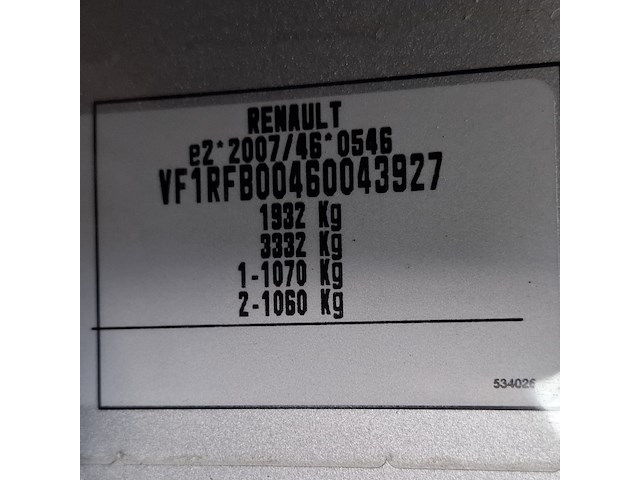 RENAULT
e2*2007/46*0546
VF1RFB00460043927
1932 Kg
3332 Kg
1-1070 Kg
2-1060 Kg
534026